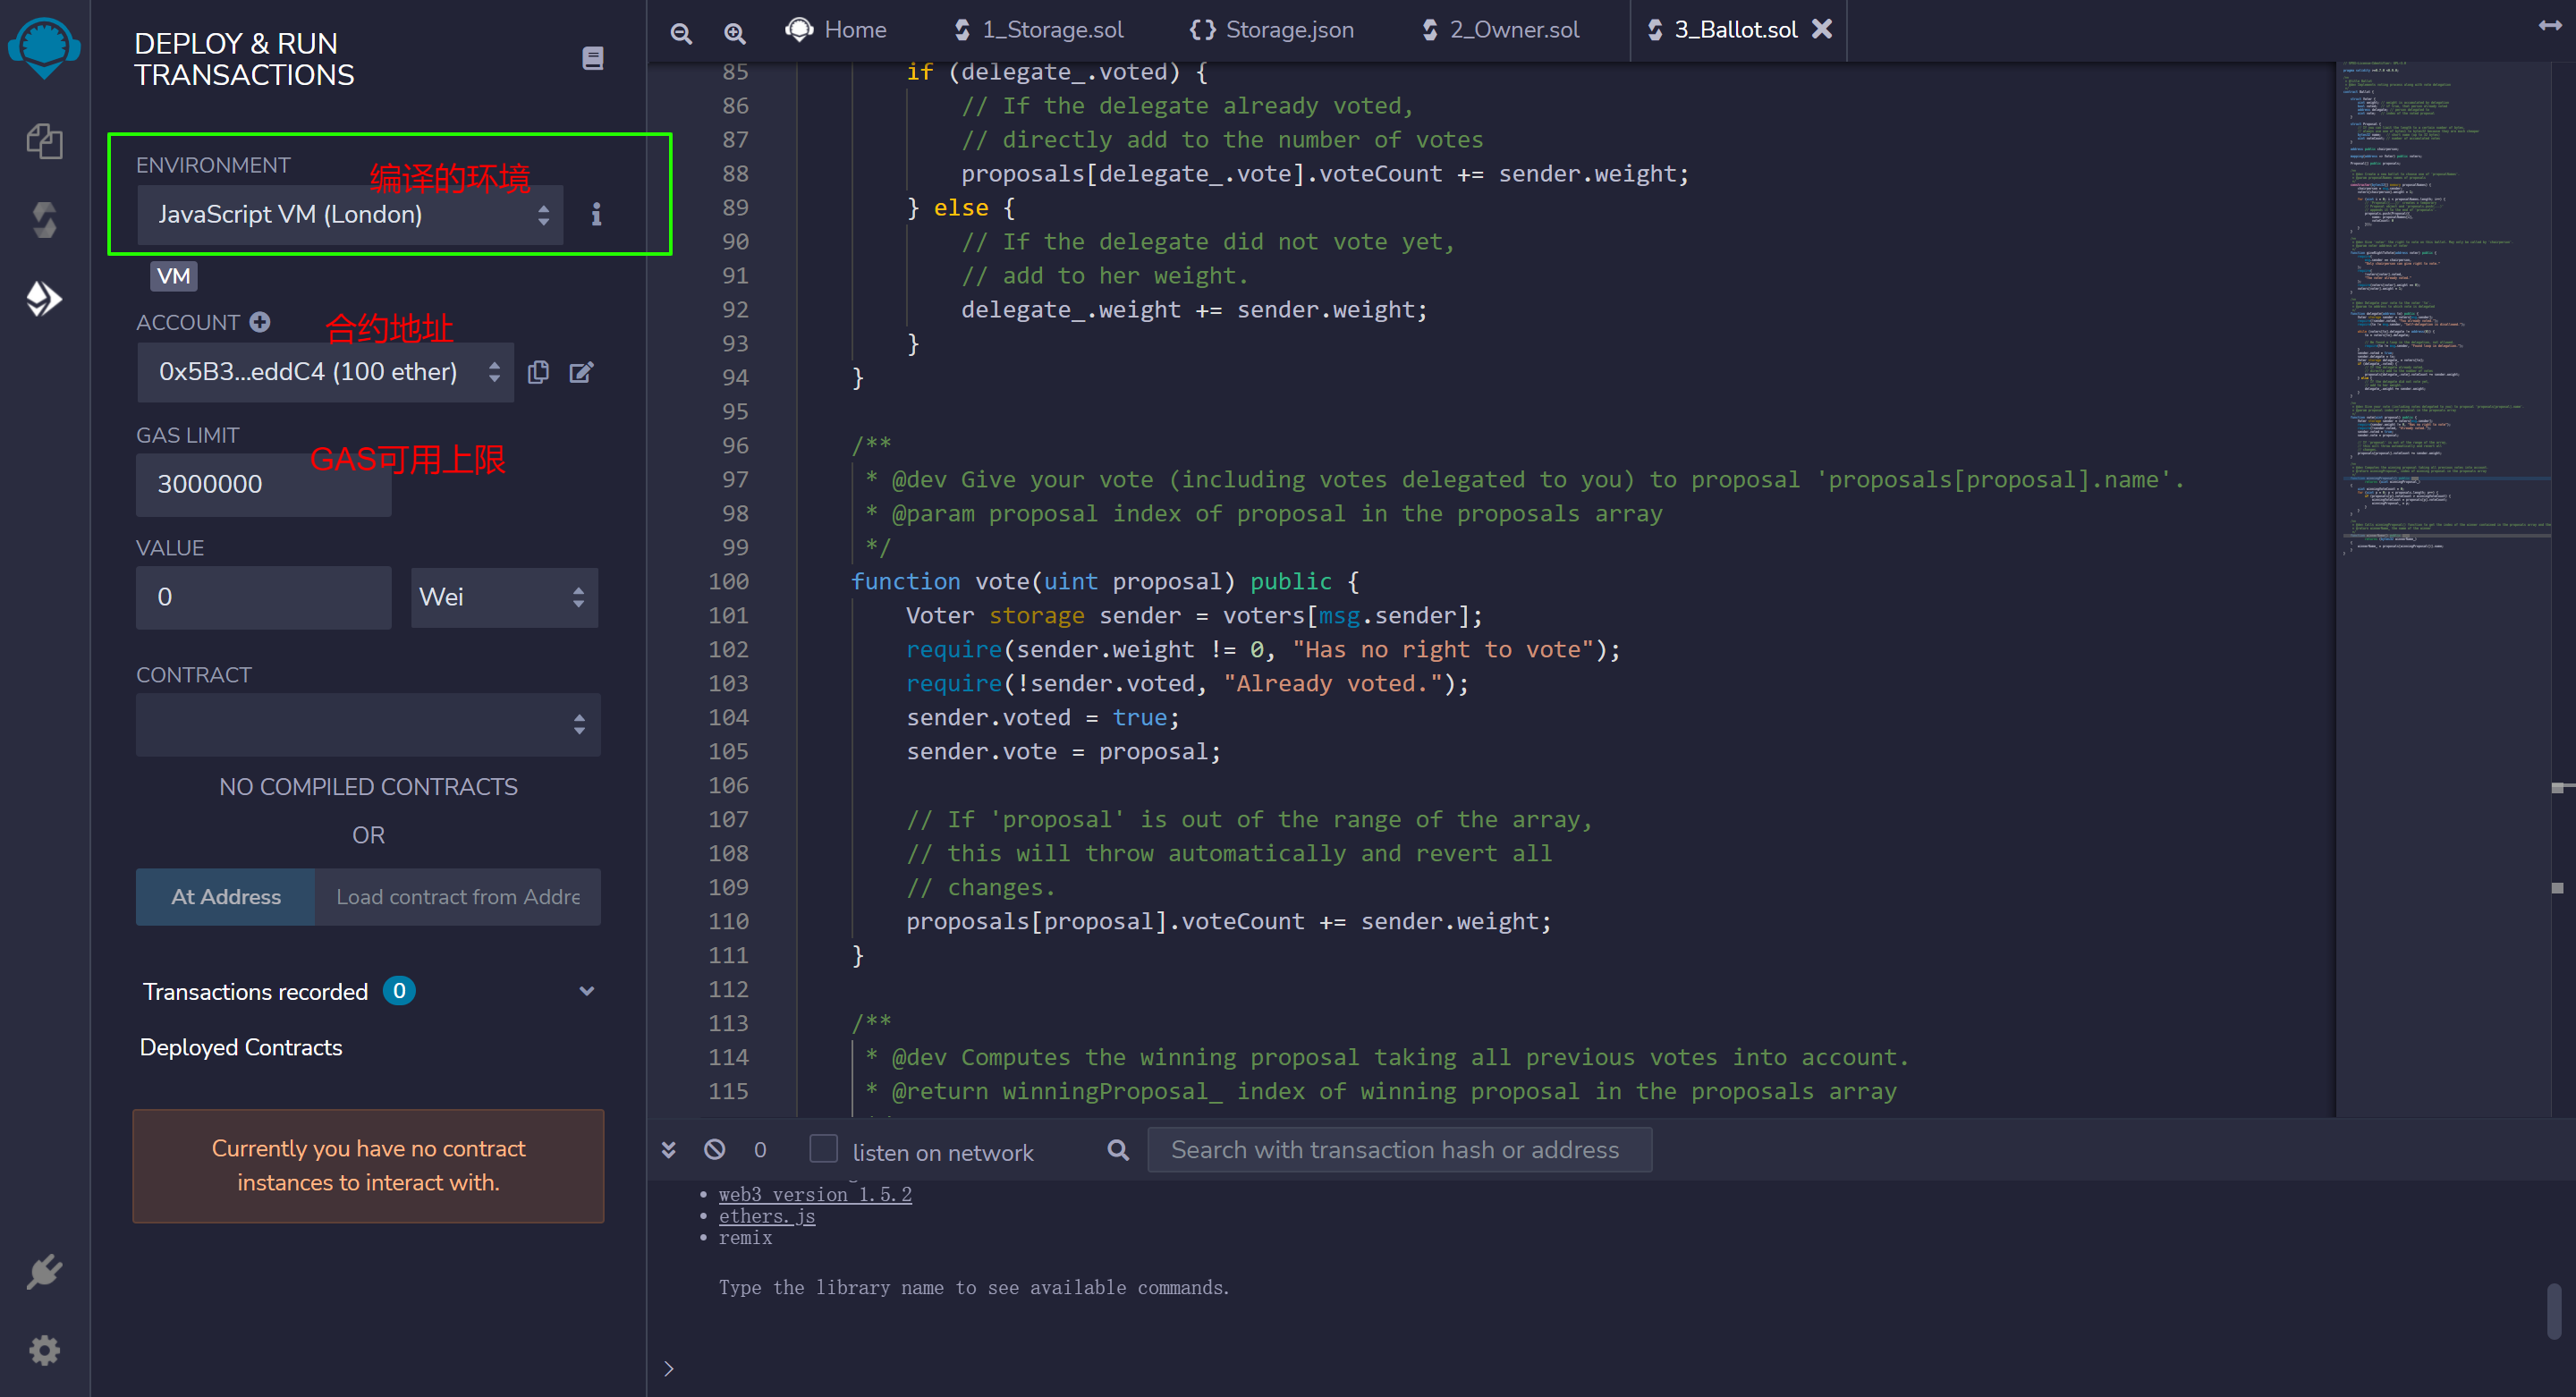 DEPLOY & RUN
TRANSACTIONS
ENVIRONMENT
编译的环境
JavaScript VM (London)
VM
ACCOUNT
合约地址
0x5B3...eddC4 (100 ether)
GAS LIMIT
GAS可用上限
3000000
VALUE
0
Wei
CONTRACT
NO COMPILED CONTRACTS
OR
At Address
Load contract from Addre
Transactions recorded 0
Deployed Contracts
Currently you have no contract
instances to interact with.
Home
1_Storage.sol
Storage.json
2_Owner.sol
3_Ballot.sol
85 if (delegate_.voted) {
86 // If the delegate already voted,
87 // directly add to the number of votes
88 proposals[delegate_.vote].voteCount += sender.weight;
89 } else {
90 // If the delegate did not vote yet,
91 // add to her weight.
92 delegate_.weight += sender.weight;
93 }
94 }
95
96 /**
97 * @dev Give your vote (including votes delegated to you) to proposal 'proposals[proposal].name'.
98 * @param proposal index of proposal in the proposals array
99 */
100 function vote(uint proposal) public {
101 Voter storage sender = voters[msg.sender];
102 require(sender.weight != 0, "Has no right to vote");
103 require(!sender.voted, "Already voted.");
104 sender.voted = true;
105 sender.vote = proposal;
106
107 // If 'proposal' is out of the range of the array,
108 // this will throw automatically and revert all
109 // changes.
110 proposals[proposal].voteCount += sender.weight;
111 }
112
113 /**
114 * @dev Computes the winning proposal taking all previous votes into account.
115 * @return winningProposal_ index of winning proposal in the proposals array
0
listen on network
Search with transaction hash or address
• web3 version 1.5.2
• ethers.js
• remix
Type the library name to see available commands.
>